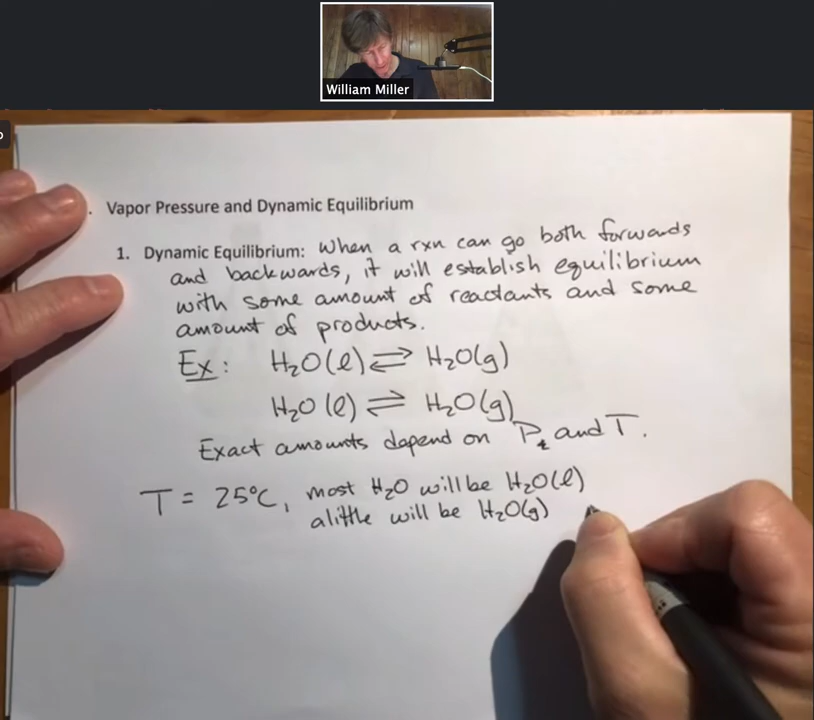 William Miller
. Vapor Pressure and Dynamic Equilibrium
1. Dynamic Equilibrium: When a rxn can go both forwards
and backwards, it will establish equilibrium
with some amount of reactants and some
amount of products.
Ex: H₂O(l) ⇄ H₂O(g)
H₂O (l) ⇌ H₂O(g)
Exact amounts depend on P and T.
T = 25°C, most H₂O will be H₂O(l)
alittle will be H₂O(g)